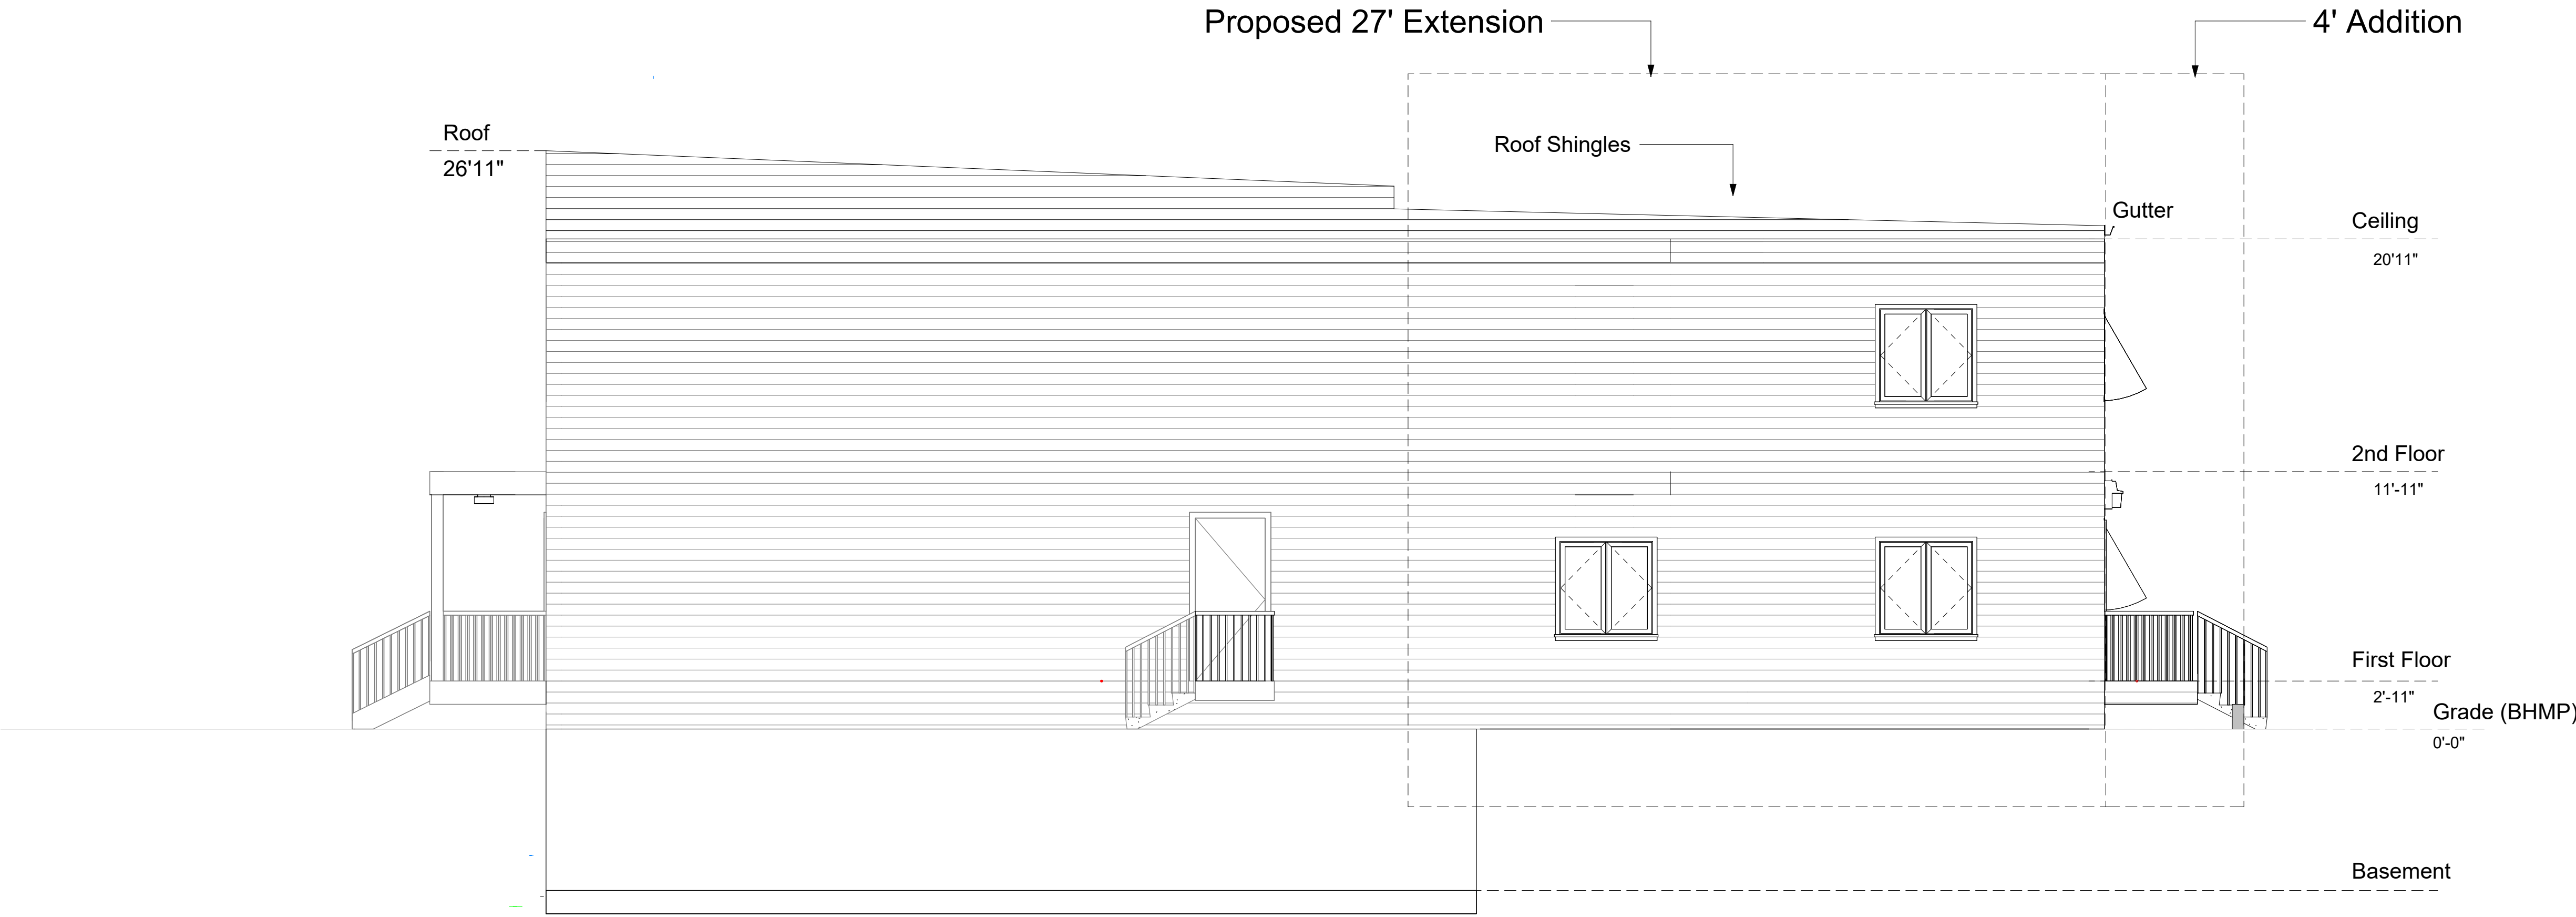 Proposed 27' Extension
4' Addition
Roof
26'11"
Roof Shingles
Gutter
Ceiling
20'11"
2nd Floor
11'-11"
First Floor
2'-11"
Grade (BHMP)
0'-0"
Basement